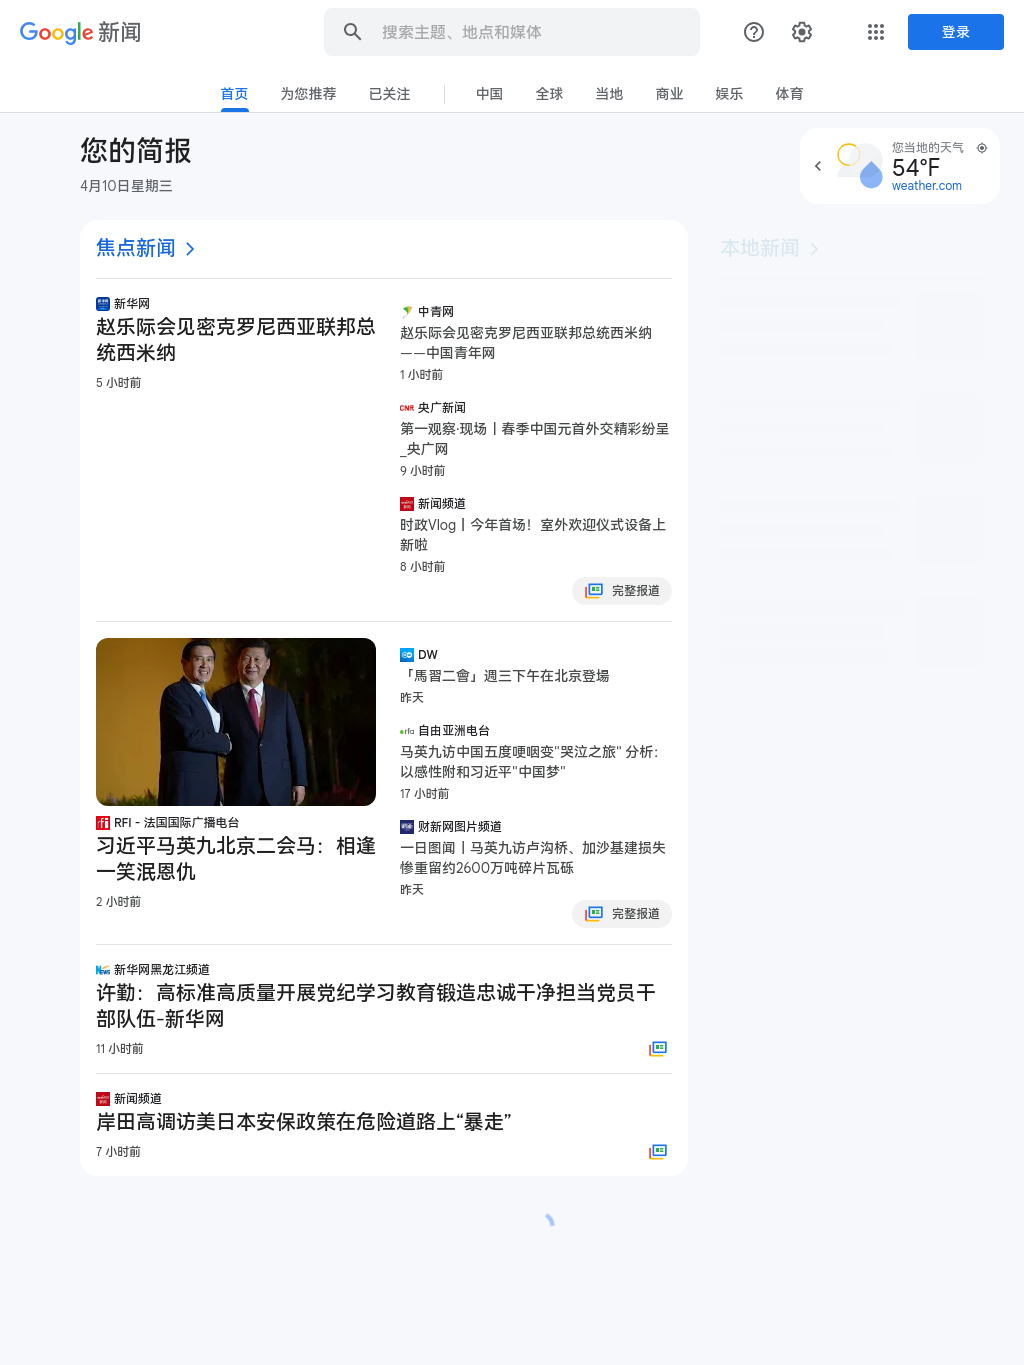 Google 新闻
搜索主题、地点和媒体
登录
首页
为您推荐
已关注
中国
全球
当地
商业
娱乐
体育
您的简报
4月10日星期三
您当地的天气
54°F
weather.com
焦点新闻
新华网
赵乐际会见密克罗尼西亚联邦总
统西米纳
5 小时前
中青网
赵乐际会见密克罗尼西亚联邦总统西米纳
——中国青年网
1 小时前
央广新闻
第一观察·现场丨春季中国元首外交精彩纷呈
_央广网
9 小时前
新闻频道
时政Vlog丨今年首场！室外欢迎仪式设备上
新啦
8 小时前
完整报道
RFI - 法国国际广播电台
习近平马英九北京二会马：相逢
一笑泯恩仇
2 小时前
DW
「馬習二會」週三下午在北京登場
昨天
自由亚洲电台
马英九访中国五度哽咽变"哭泣之旅" 分析：
以感性附和习近平"中国梦"
17 小时前
财新网图片频道
一日图闻丨马英九访卢沟桥、加沙基建损失
惨重留约2600万吨碎片瓦砾
昨天
完整报道
新华网黑龙江频道
许勤：高标准高质量开展党纪学习教育锻造忠诚干净担当党员干
部队伍-新华网
11 小时前
新闻频道
岸田高调访美日本安保政策在危险道路上“暴走”
7 小时前
本地新闻